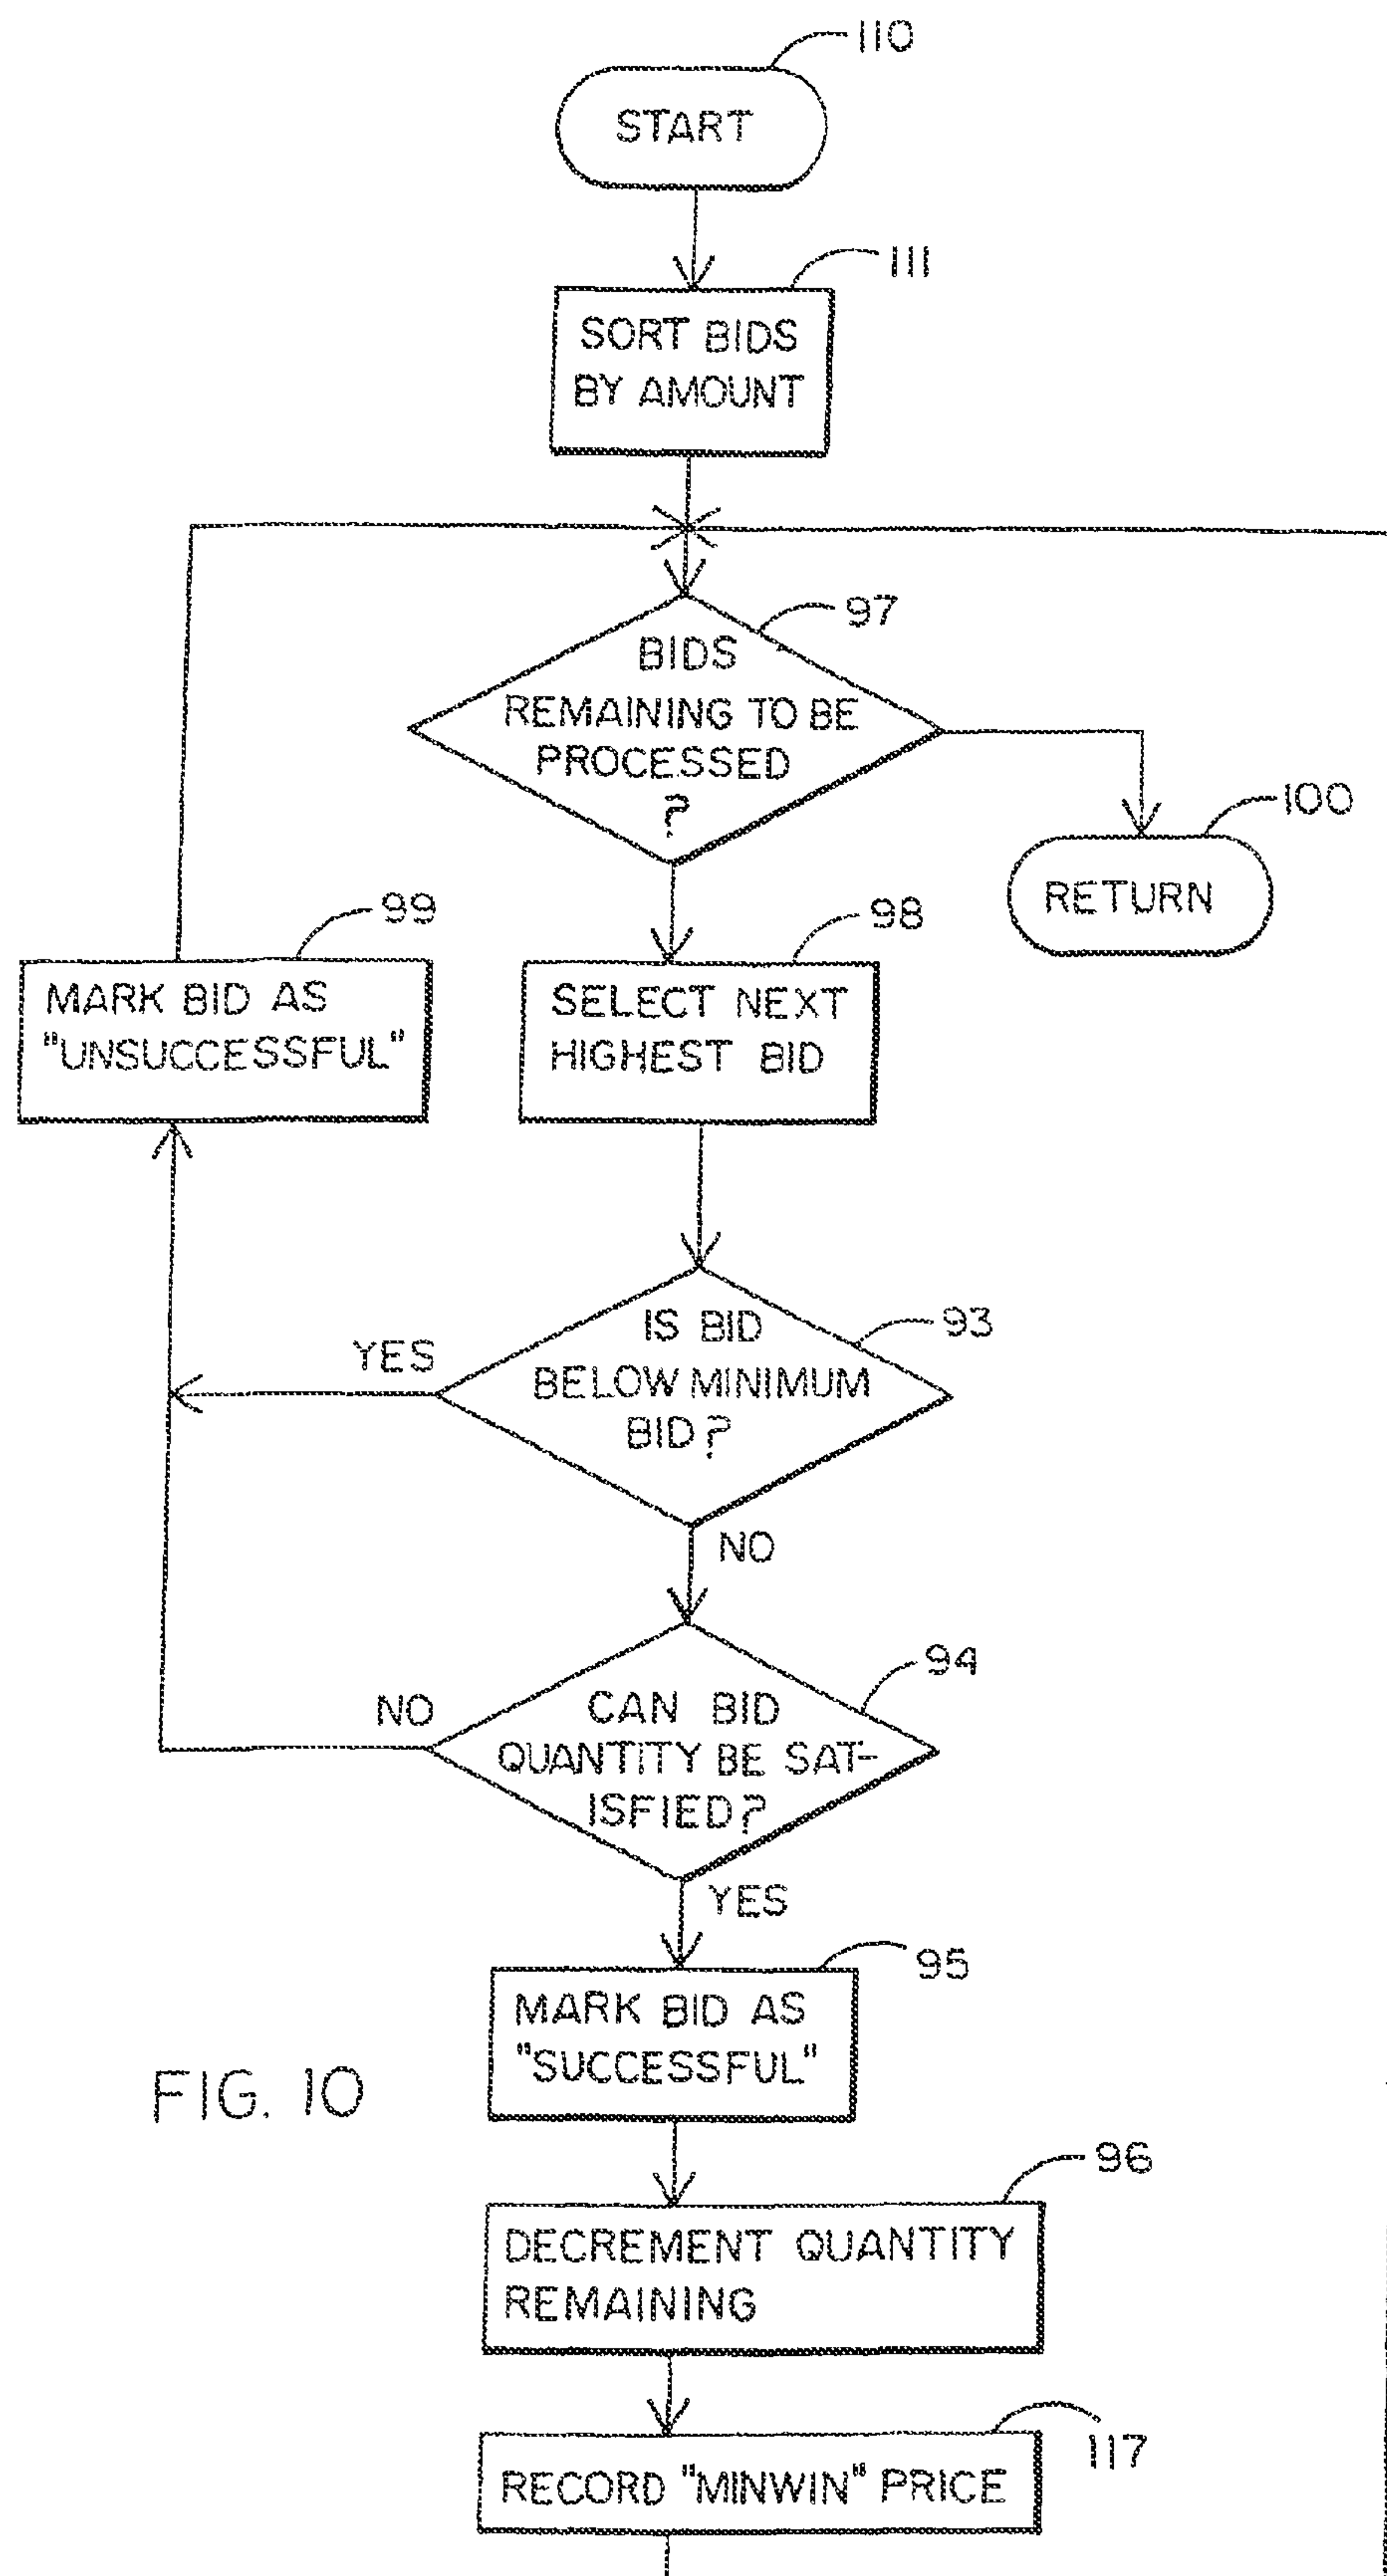 110
START
111
SORT BIDS
BY AMOUNT
97
BIDS
REMAINING TO BE
PROCESSED
?
100
RETURN
99
MARK BID AS
"UNSUCCESSFUL"
98
SELECT NEXT
HIGHEST BID
93
IS BID
BELOW MINIMUM
BID?
YES
NO
94
CAN BID
QUANTITY BE SAT-
ISFIED?
NO
YES
95
MARK BID AS
"SUCCESSFUL"
FIG. 10
96
DECREMENT QUANTITY
REMAINING
117
RECORD "MINWIN" PRICE